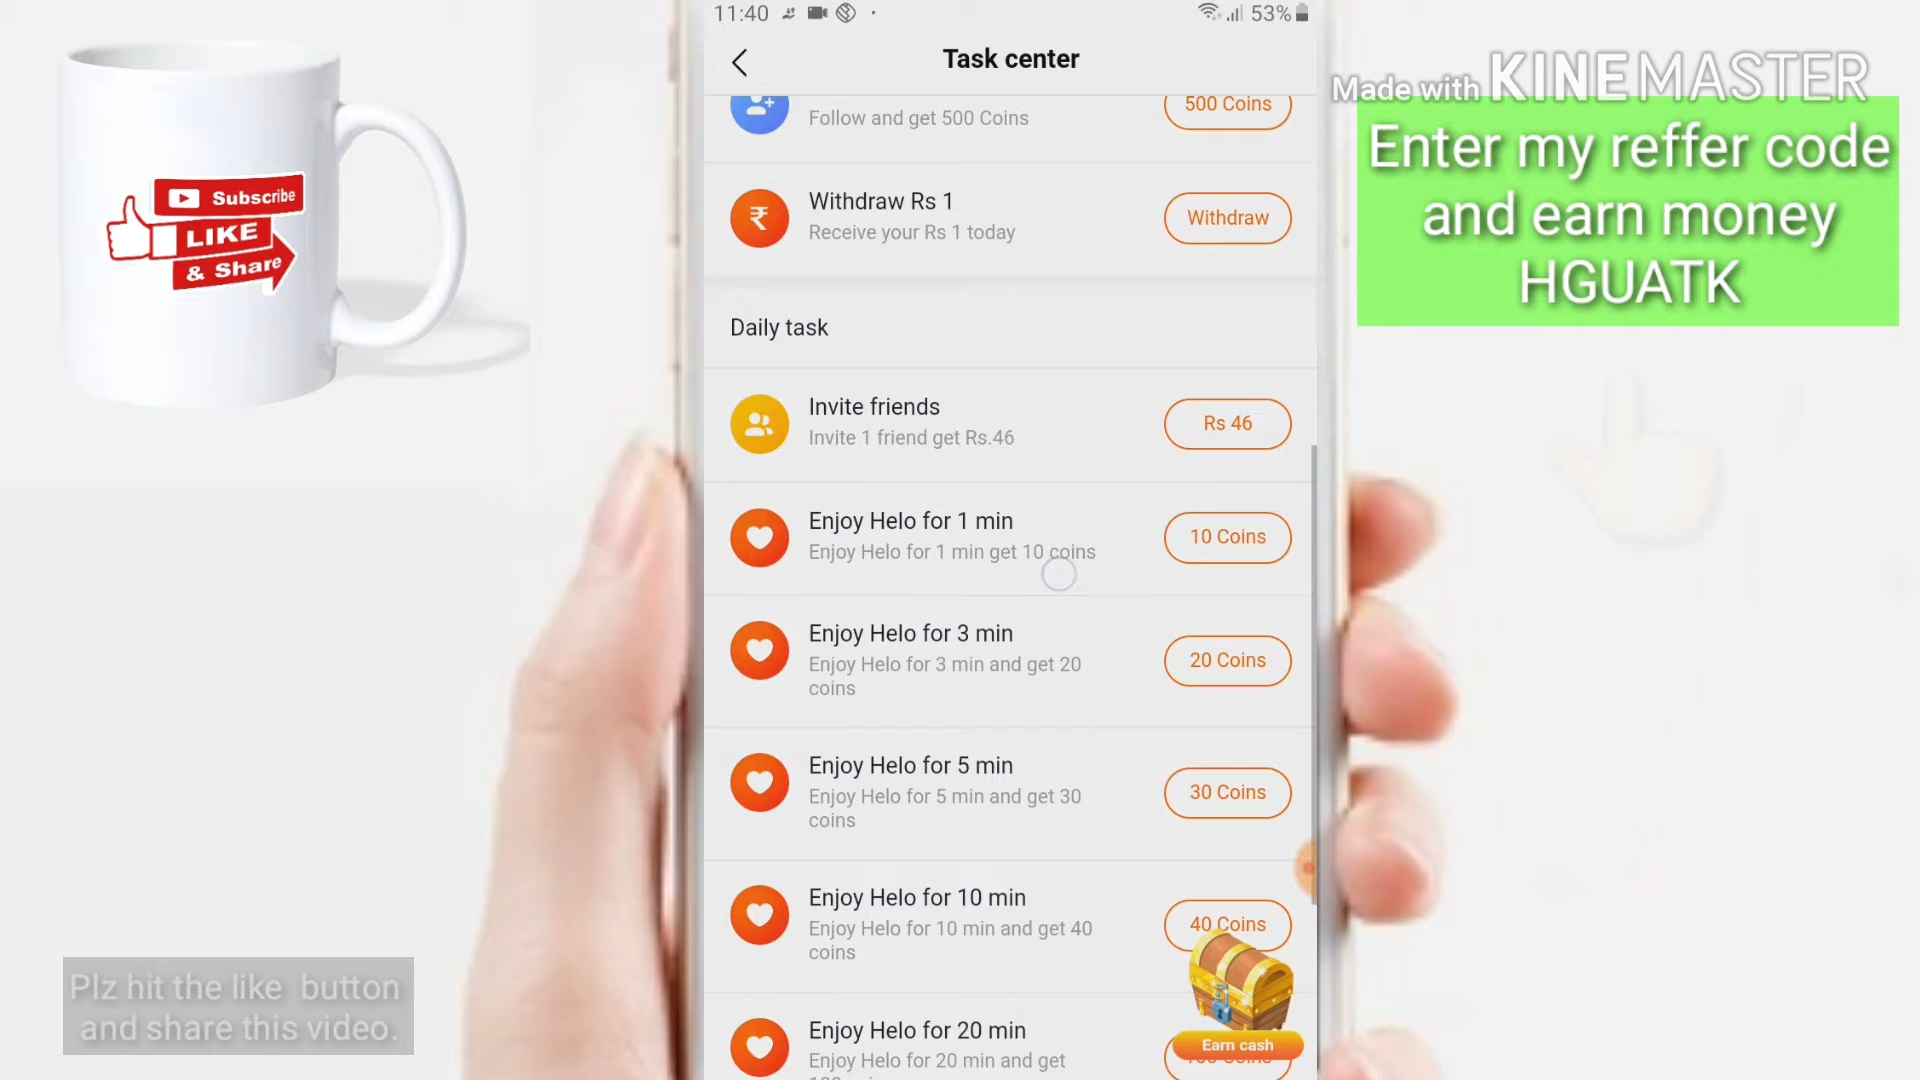 11:40
53%
Task center
Made with KINEMASTER
Follow and get 500 Coins
500 Coins
Enter my reffer code
and earn money
HGUATK
Subscribe
LIKE
& Share
Withdraw Rs 1
Receive your Rs 1 today
Withdraw
Daily task
Invite friends
Invite 1 friend get Rs.46
Rs 46
Enjoy Helo for 1 min
Enjoy Helo for 1 min get 10 coins
10 Coins
Enjoy Helo for 3 min
Enjoy Helo for 3 min and get 20
coins
20 Coins
Enjoy Helo for 5 min
Enjoy Helo for 5 min and get 30
coins
30 Coins
Enjoy Helo for 10 min
Enjoy Helo for 10 min and get 40
coins
40 Coins
Plz hit the like button
and share this video.
Enjoy Helo for 20 min
Enjoy Helo for 20 min and get
Earn cash